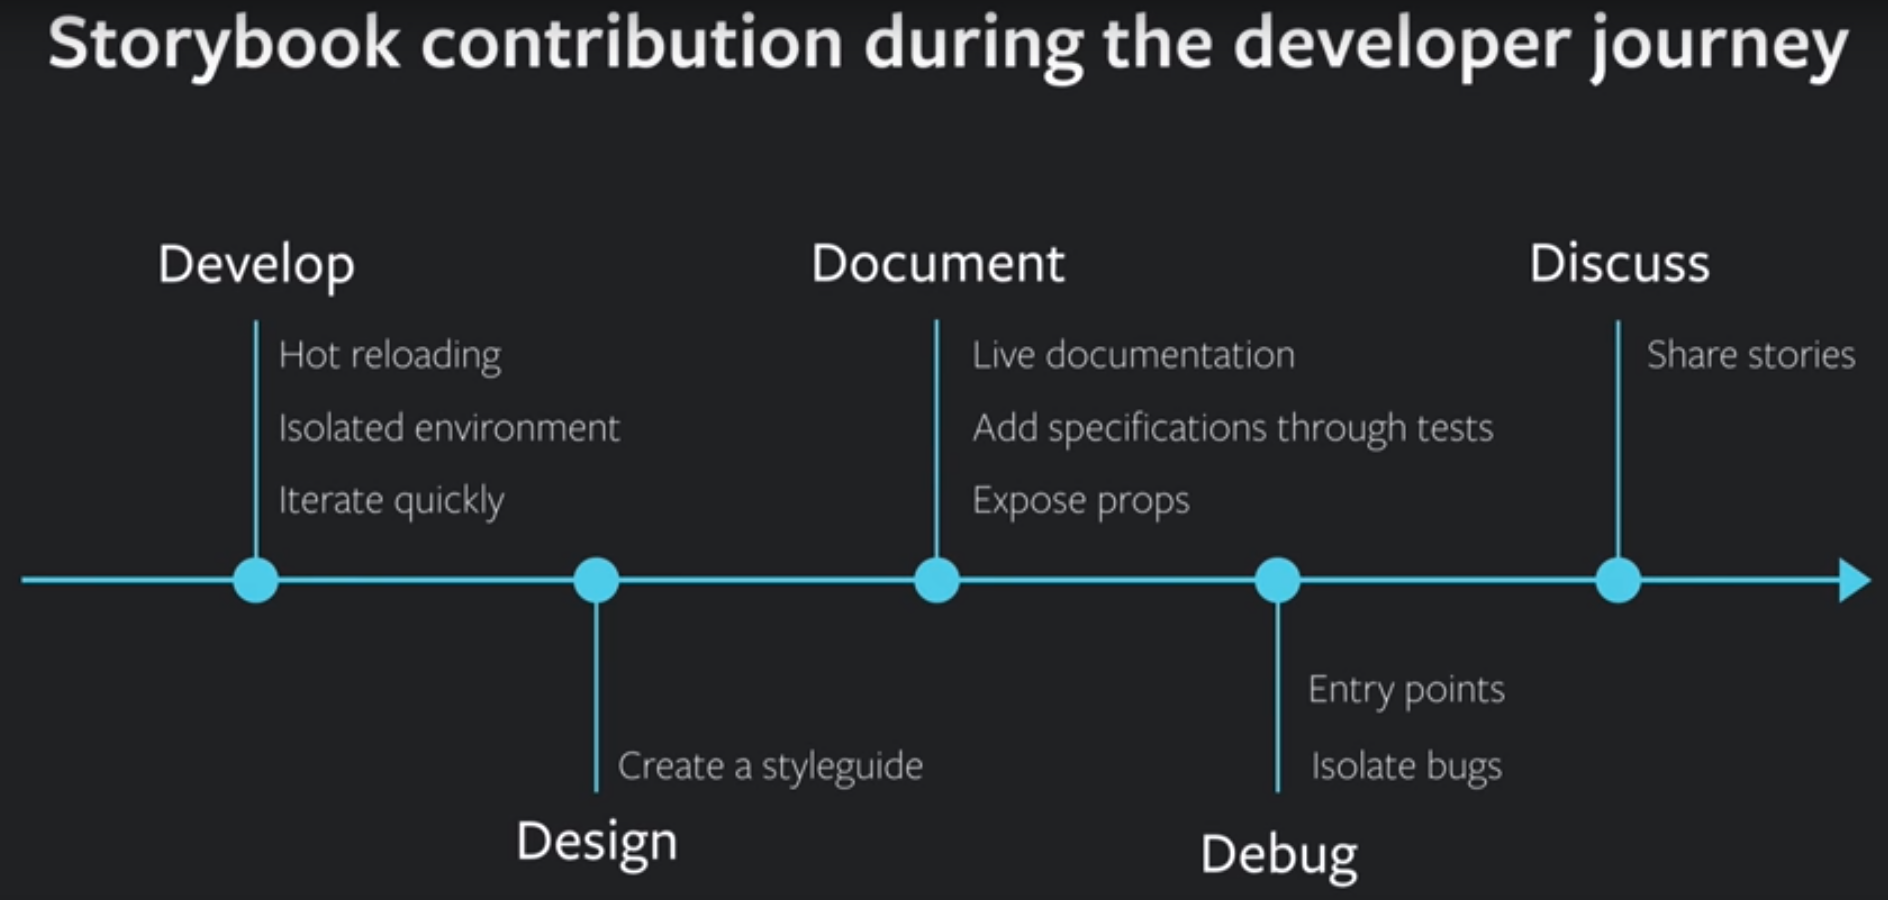 Storybook contribution during the developer journey
Develop
Hot reloading
Isolated environment
Iterate quickly
Design
Create a styleguide
Document
Live documentation
Add specifications through tests
Expose props
Debug
Entry points
Isolate bugs
Discuss
Share stories